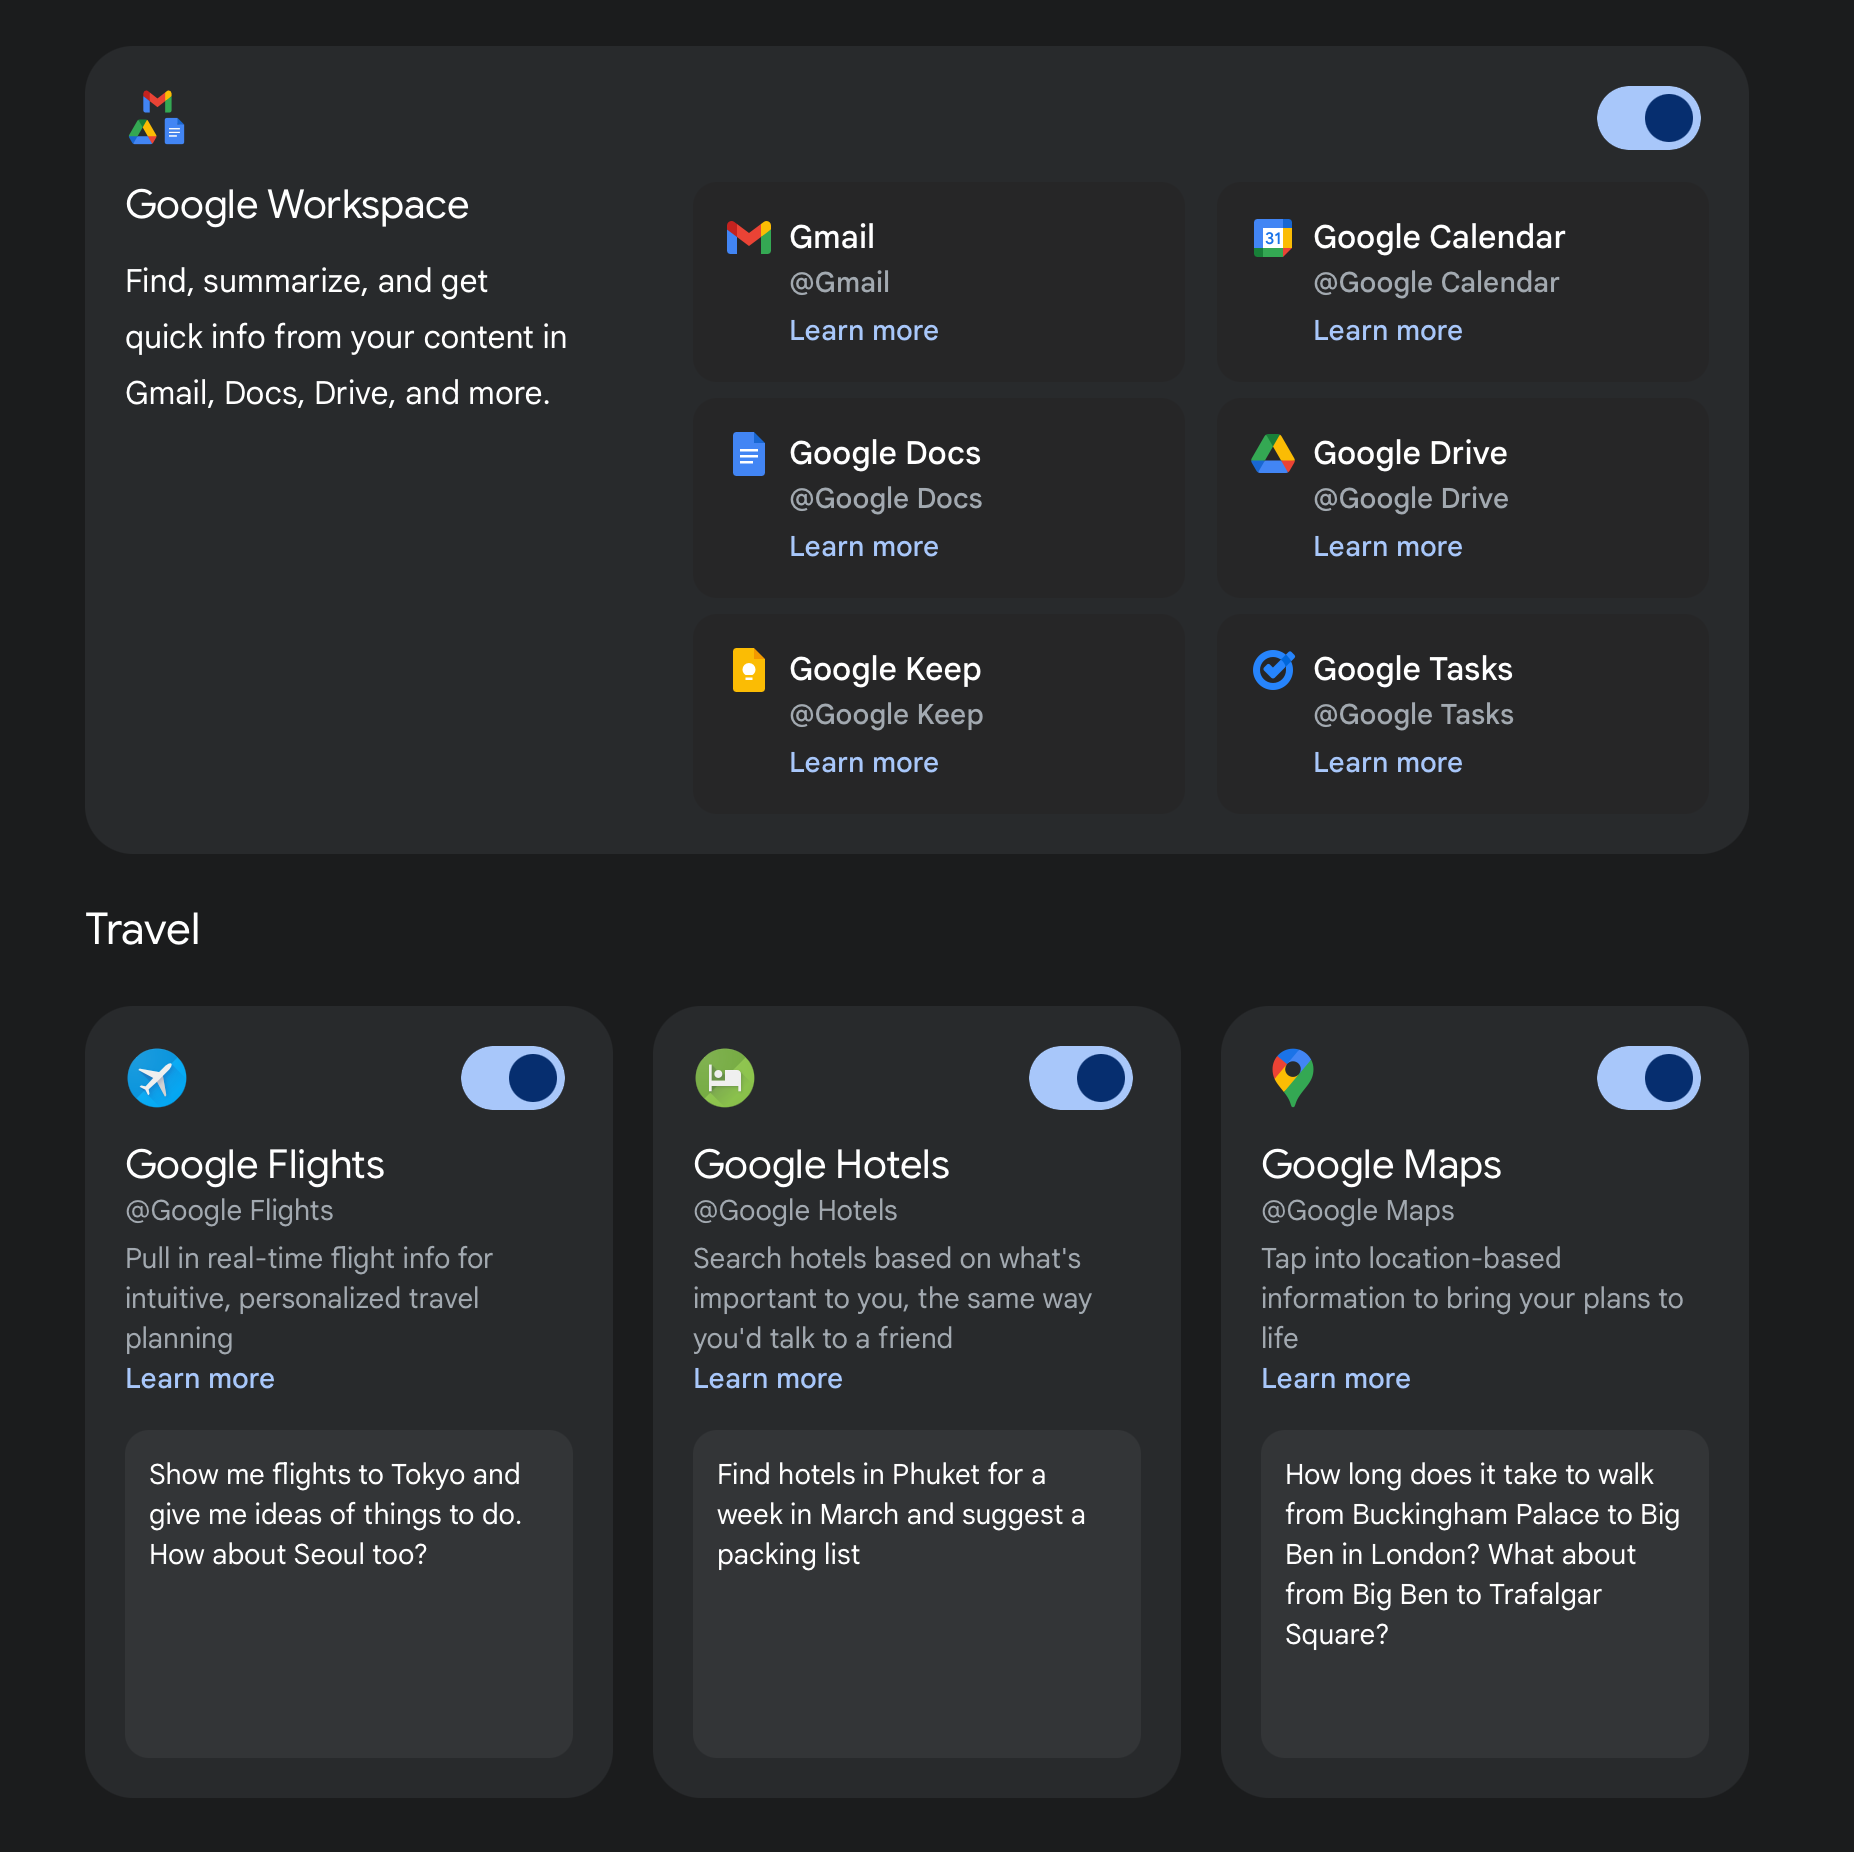 Google Workspace
Find, summarize, and get
quick info from your content in
Gmail, Docs, Drive, and more.
Gmail
@Gmail
Learn more
31
Google Calendar
@Google Calendar
Learn more
Google Docs
@Google Docs
Learn more
Google Drive
@Google Drive
Learn more
Google Keep
@Google Keep
Learn more
Google Tasks
@Google Tasks
Learn more
Travel
Google Flights
@Google Flights
Pull in real-time flight info for
intuitive, personalized travel
planning
Learn more
Show me flights to Tokyo and
give me ideas of things to do.
How about Seoul too?
Google Hotels
@Google Hotels
Search hotels based on what's
important to you, the same way
you'd talk to a friend
Learn more
Find hotels in Phuket for a
week in March and suggest a
packing list
Google Maps
@Google Maps
Tap into location-based
information to bring your plans to
life
Learn more
How long does it take to walk
from Buckingham Palace to Big
Ben in London? What about
from Big Ben to Trafalgar
Square?